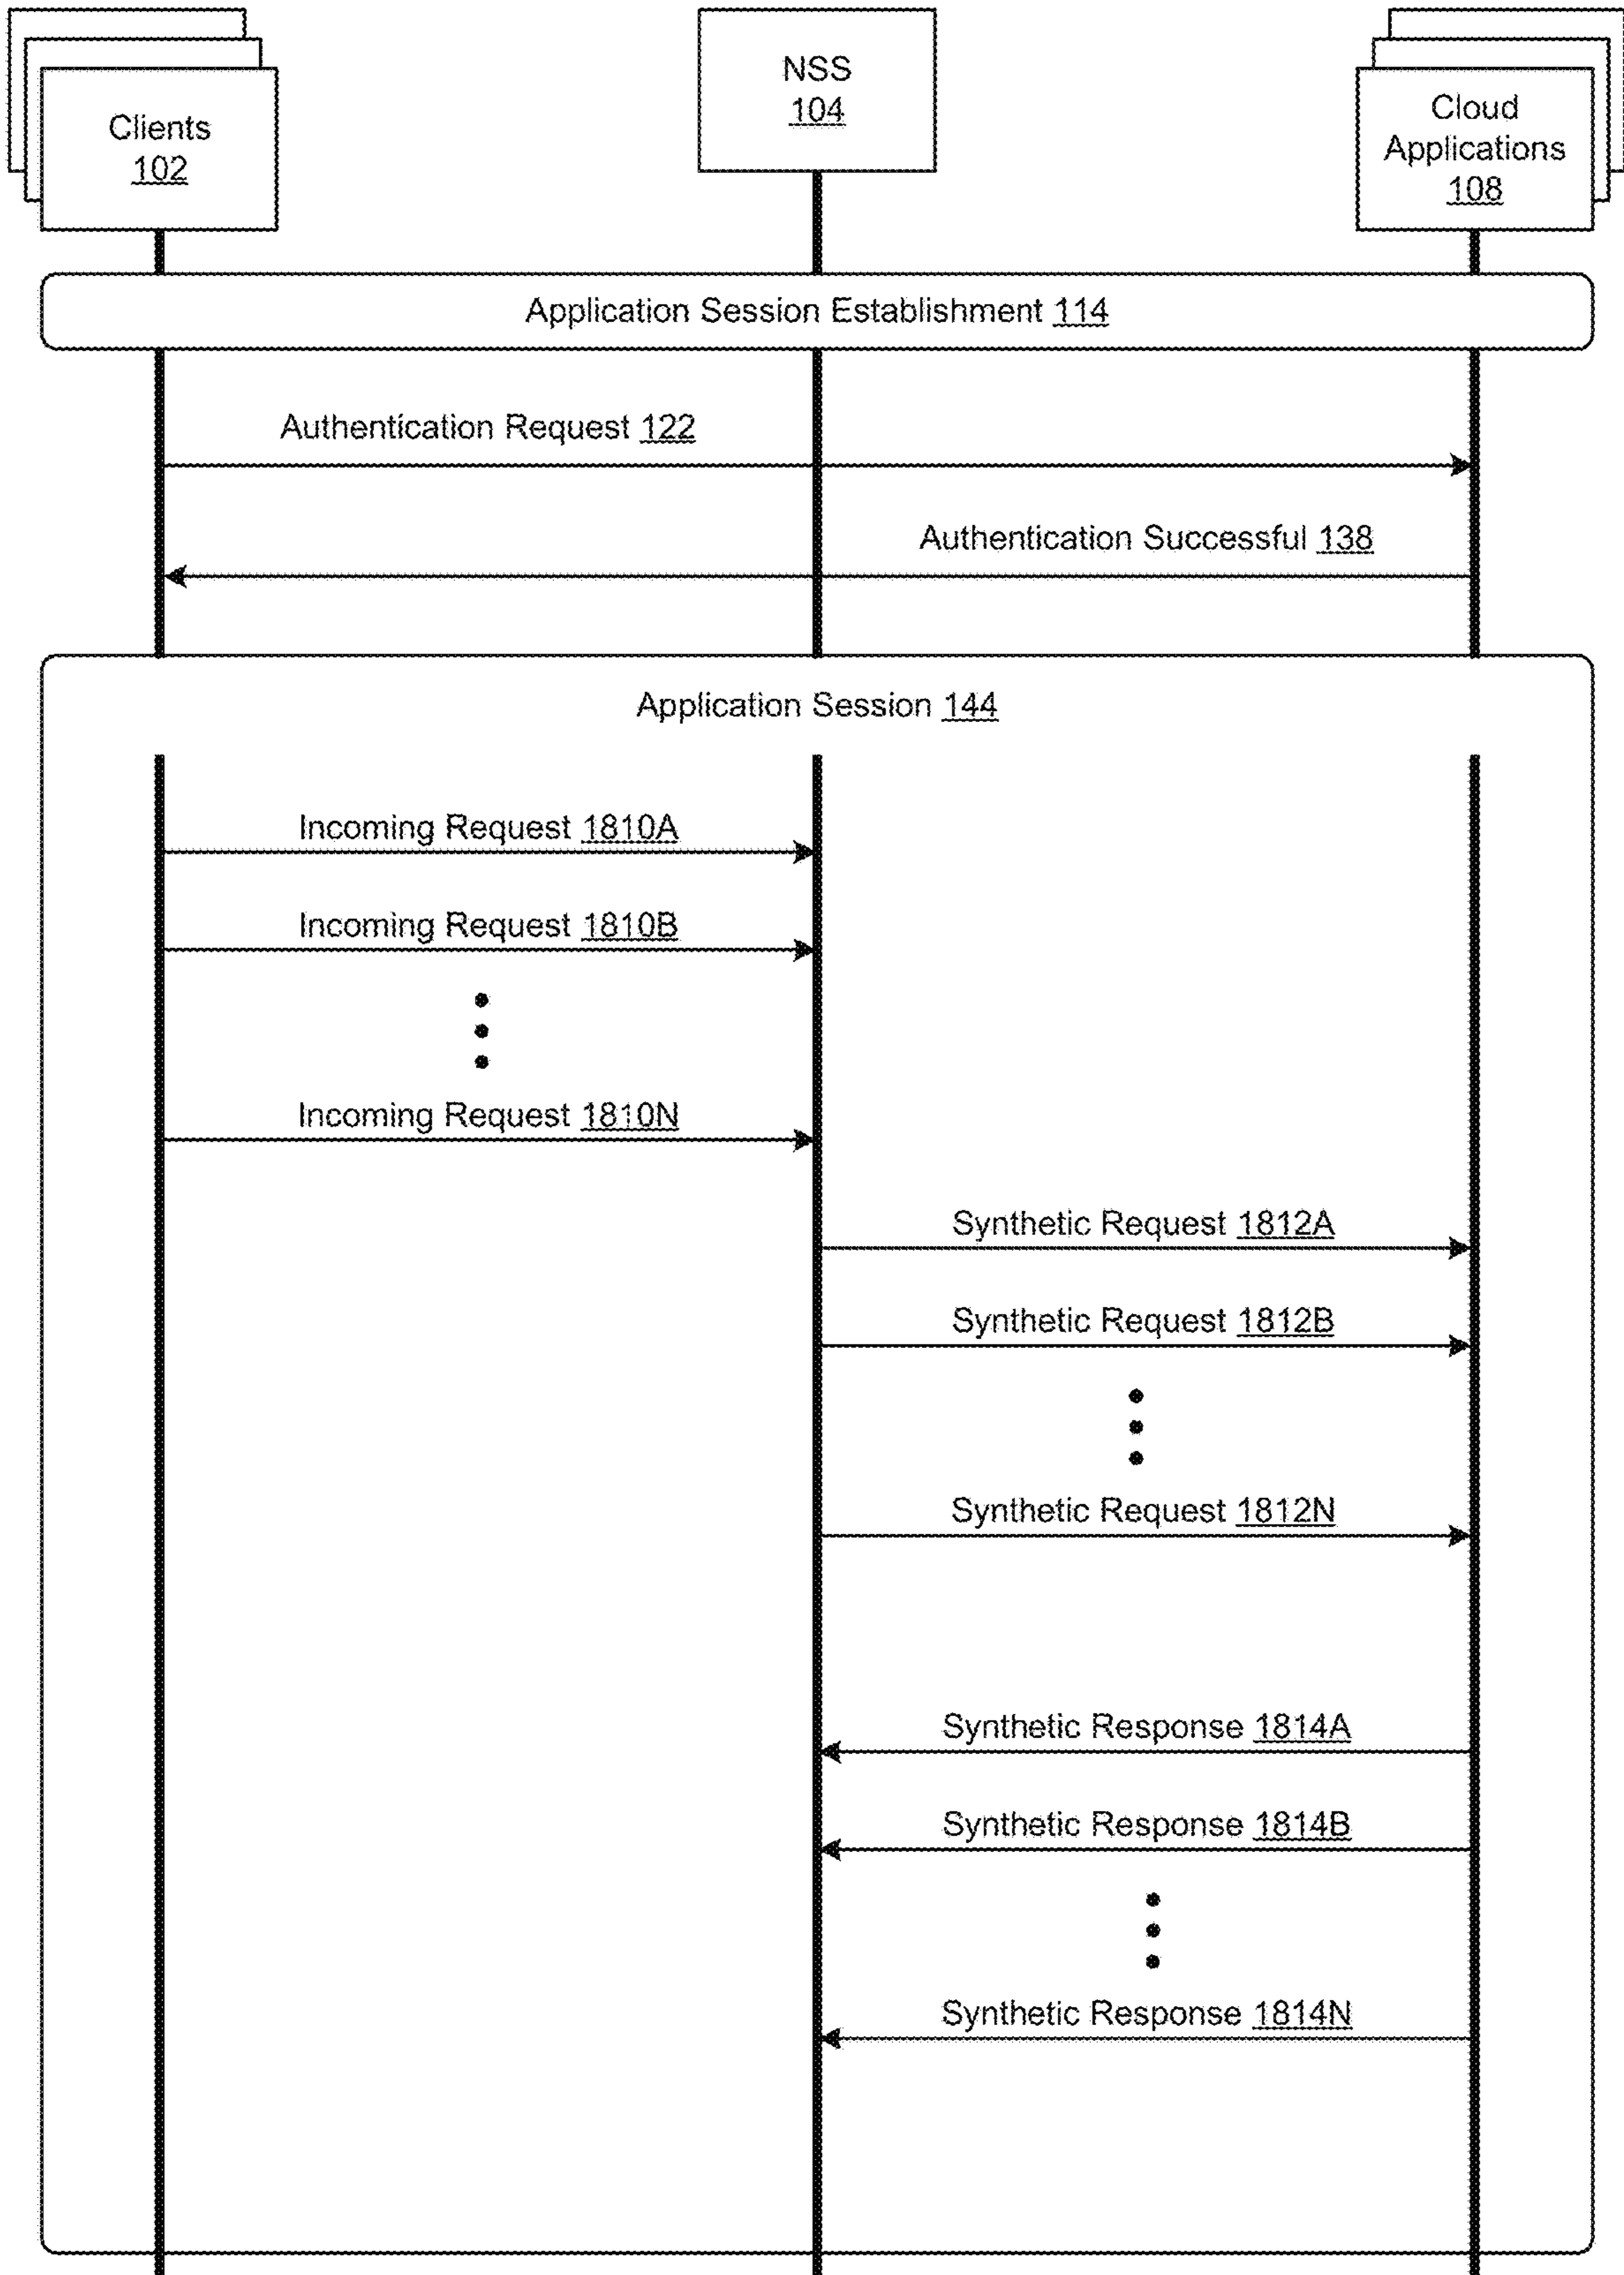 Clients
102
NSS
104
Cloud
Applications
108
Application Session Establishment 114
Authentication Request 122
Authentication Successful 138
Application Session 144
Incoming Request 1810A
Incoming Request 1810B
Incoming Request 1810N
Synthetic Request 1812A
Synthetic Request 1812B
Synthetic Request 1812N
Synthetic Response 1814A
Synthetic Response 1814B
Synthetic Response 1814N